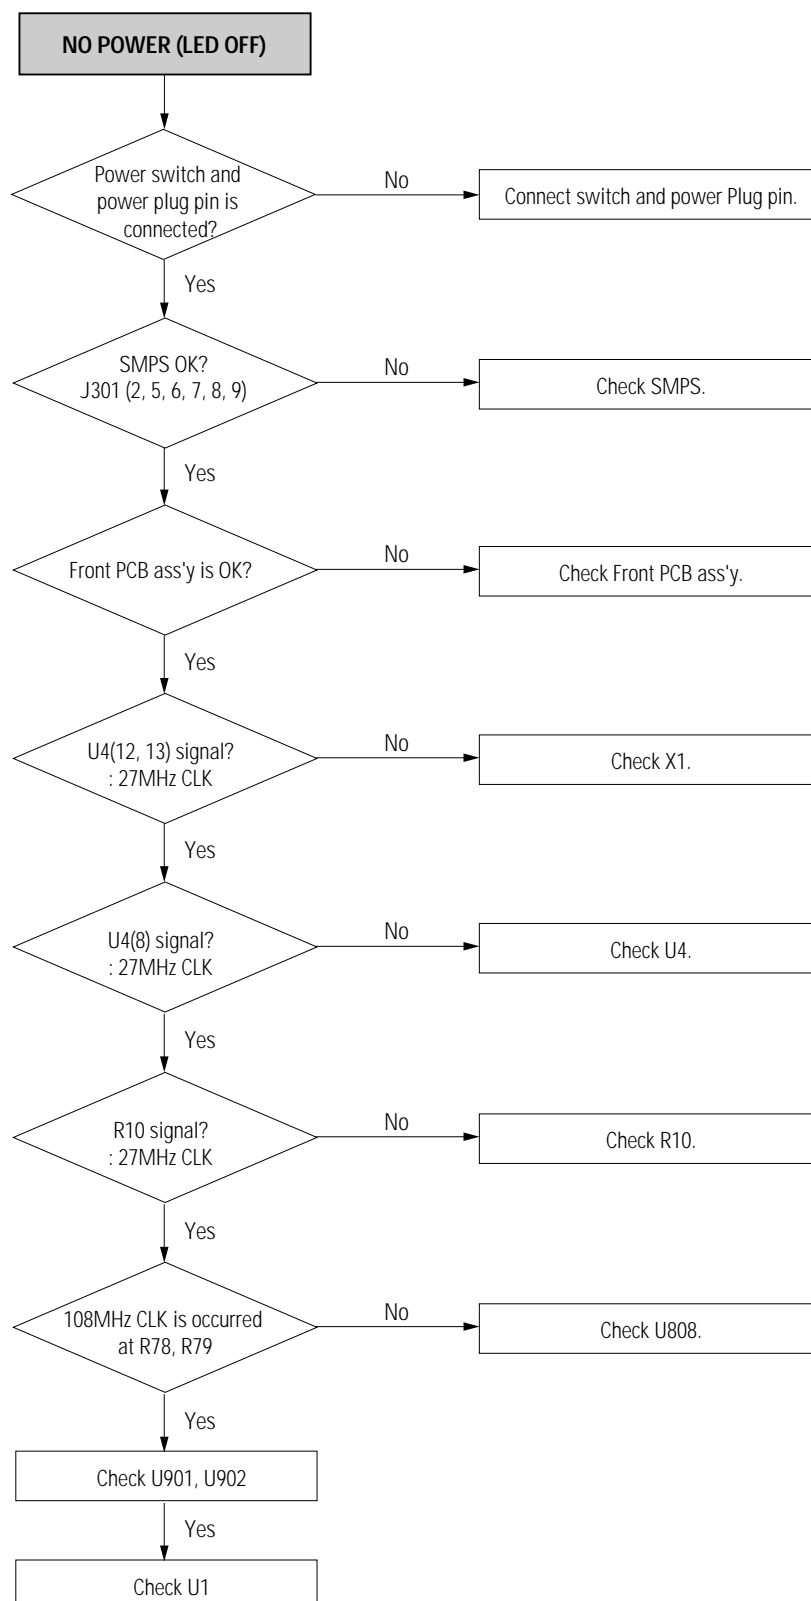 NO POWER (LED OFF)
Power switch and
power plug pin is
connected?
No
Connect switch and power Plug pin.
Yes
SMPS OK?
J301 (2, 5, 6, 7, 8, 9)
No
Check SMPS.
Yes
Front PCB ass'y is OK?
No
Check Front PCB ass'y.
Yes
U4(12, 13) signal?
: 27MHz CLK
No
Check X1.
Yes
U4(8) signal?
: 27MHz CLK
No
Check U4.
Yes
R10 signal?
: 27MHz CLK
No
Check R10.
Yes
108MHz CLK is occurred
at R78, R79
No
Check U808.
Yes
Check U901, U902
Yes
Check U1